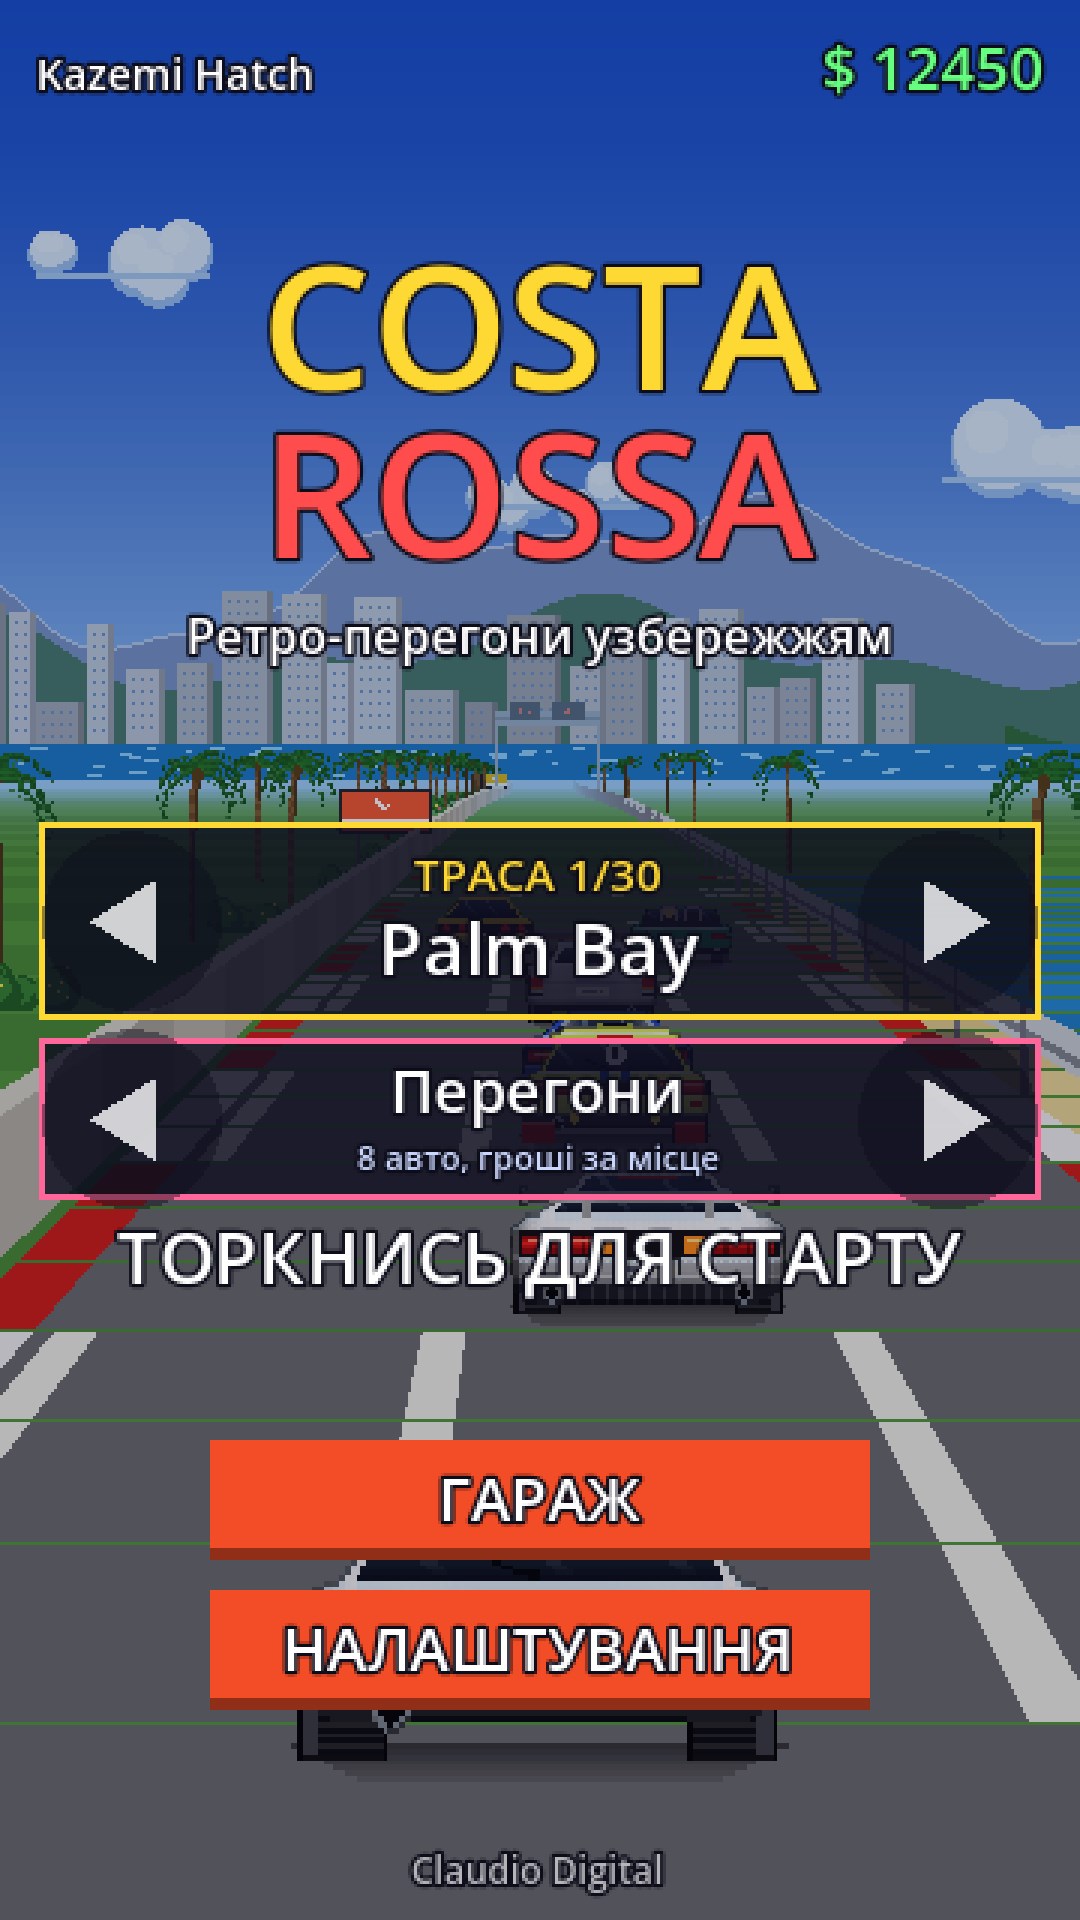 Kazemi Hatch
$ 12450
COSTA
ROSSA
Ретро-перегони узбережжям
ТРАСА 1/30
Palm Bay
Перегони
8 авто, гроші за місце
ТОРКНИСЬ ДЛЯ СТАРТУ
ГАРАЖ
НАЛАШТУВАННЯ
Claudio Digital